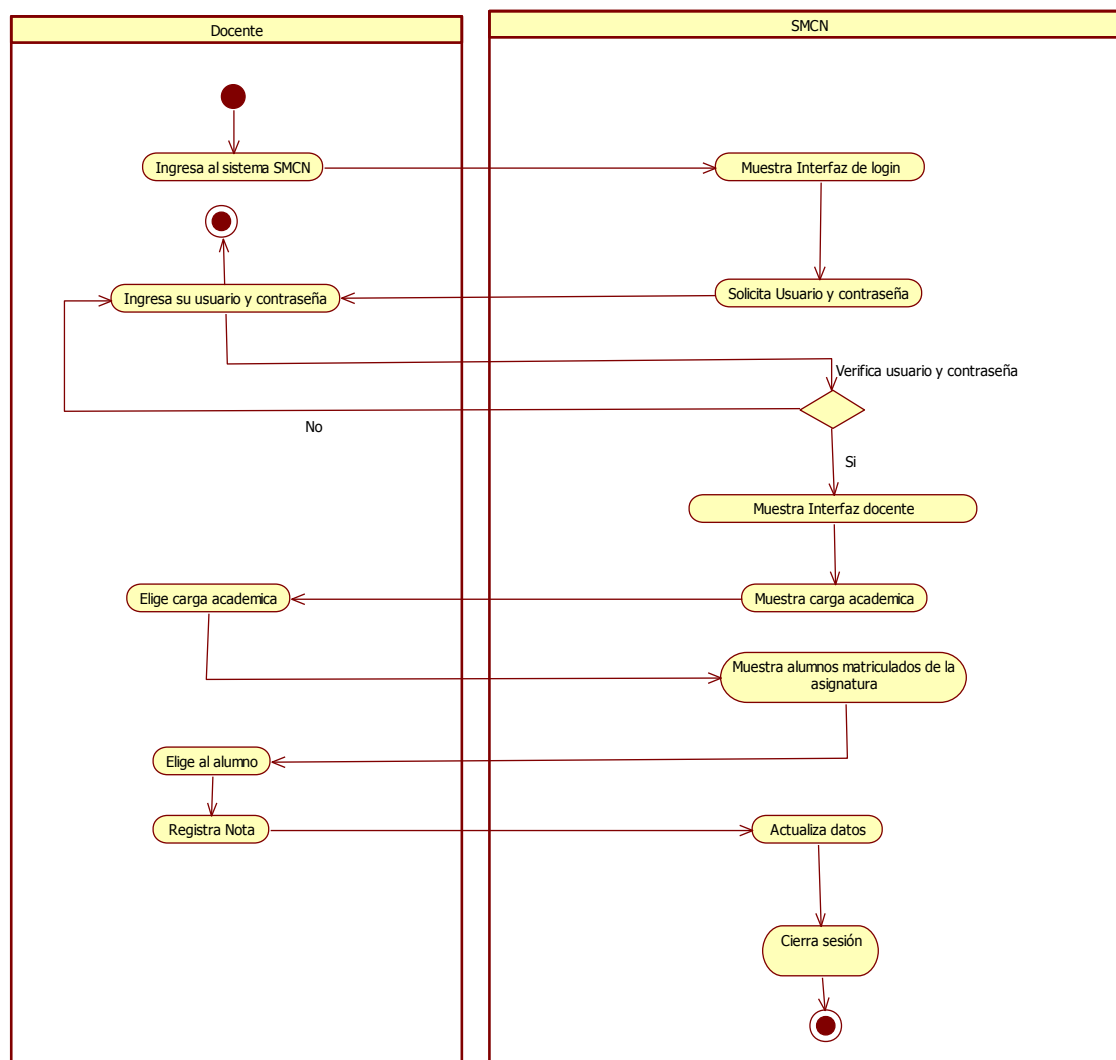 Docente
SMCN
Ingresa al sistema SMCN
Muestra Interfaz de login
Ingresa su usuario y contraseña
Solicita Usuario y contraseña
Verifica usuario y contraseña
No
Si
Muestra Interfaz docente
Elige carga academica
Muestra carga academica
Muestra alumnos matriculados de la
asignatura
Elige al alumno
Registra Nota
Actualiza datos
Cierra sesión